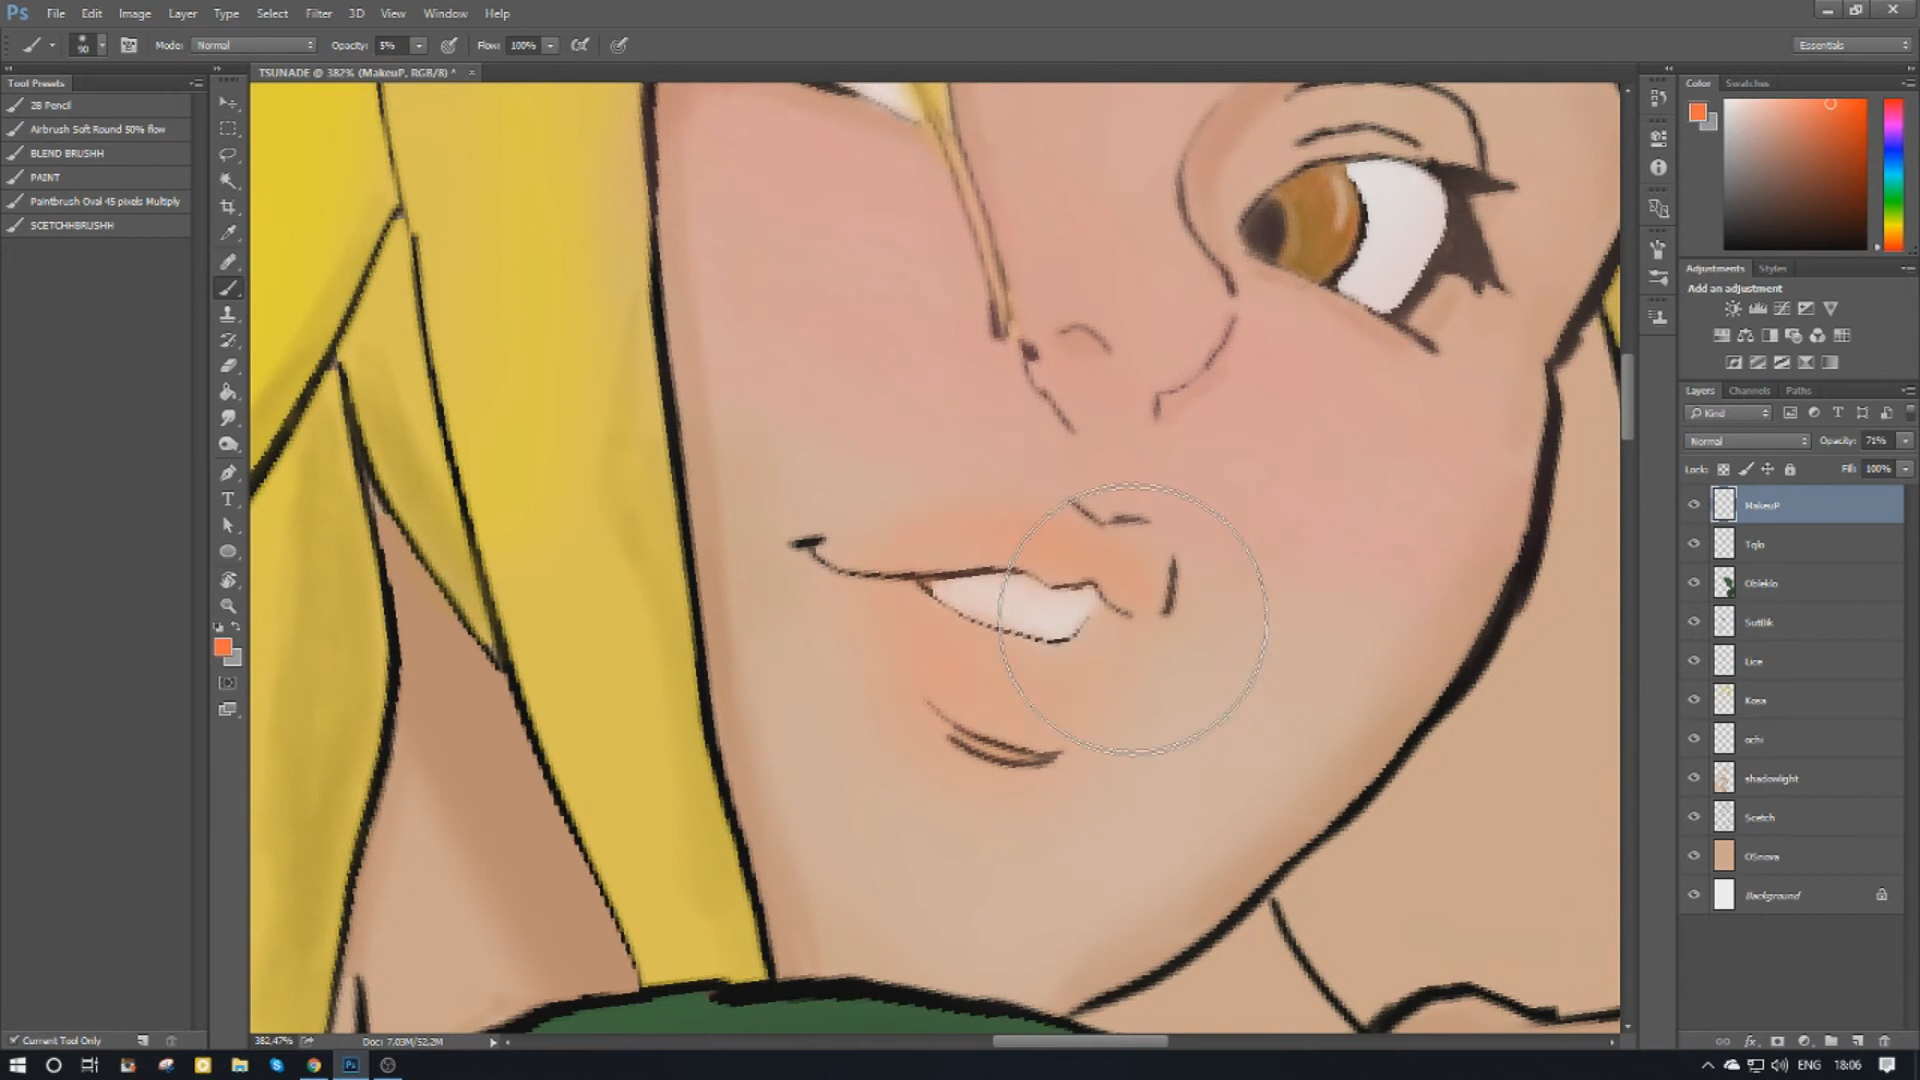 Ps File Edit Image Layer Type Select Filter 3D View Window Help
90 Mode: Normal Opacity: 5% Flow: 100% Essentials
Tool Presets
TSUNADE @ 382% (MakeuP, RGB/8) *
Color Swatches
2B Pencil
Airbrush Soft Round 50% flow
BLEND BRUSHH
PAINT
Paintbrush Oval 45 pixels Multiply
SCETCHHBRUSHH
Adjustments Styles
Add an adjustment
Layers Channels Paths
Kind
Normal Opacity: 71%
Lock: Fill: 100%
MakeuP
Tqlo
Obleklo
Sutfik
Lice
Kosa
ochi
shadowlight
Scetch
OSnova
Background
Current Tool Only
382,47% Doc: 7,03M/52,2M
ENG 18:06